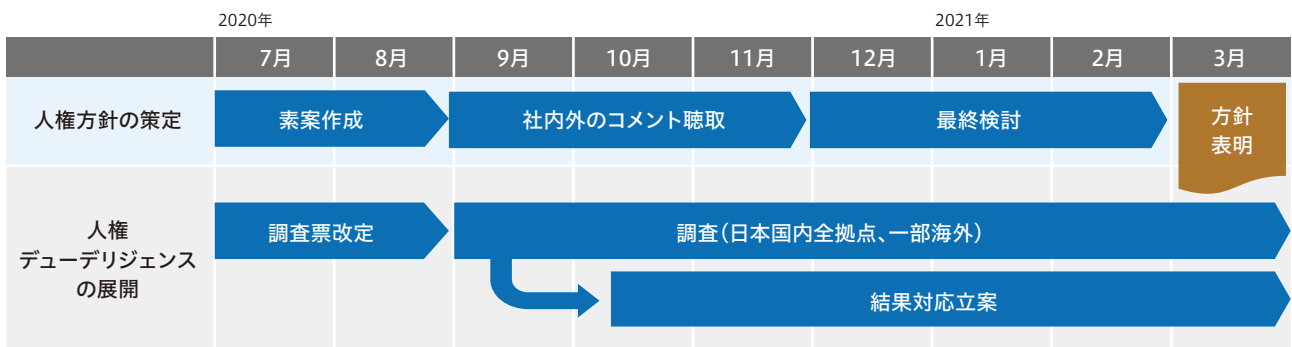 2020年
2021年
7月
8月
9月
10月
11月
12月
1月
2月
3月
人権方針の策定
素案作成
社内外のコメント聴取
最終検討
方針
表明
人権
デューデリジェンス
の展開
調査票改定
調査（日本国内全拠点、一部海外）
結果対応立案